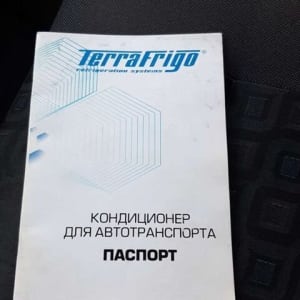 Terrafrigo®
refrigeration systems
КОНДИЦИОНЕР
ДЛЯ АВТОТРАНСПОРТА
ПАСПОРТ